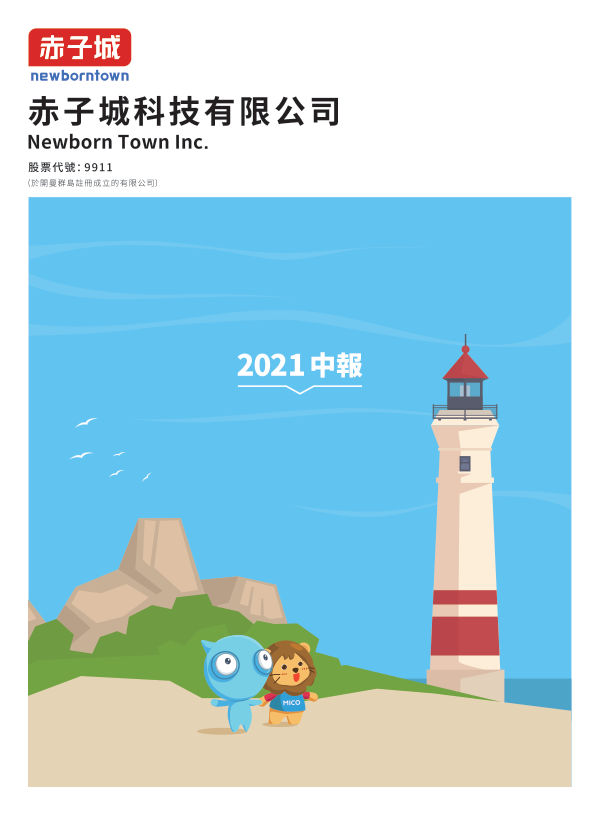 赤子城
newborntown
赤子城科技有限公司
Newborn Town Inc.
股票代號：9911
(於開曼群島註冊成立的有限公司)
2021 中報
MICO